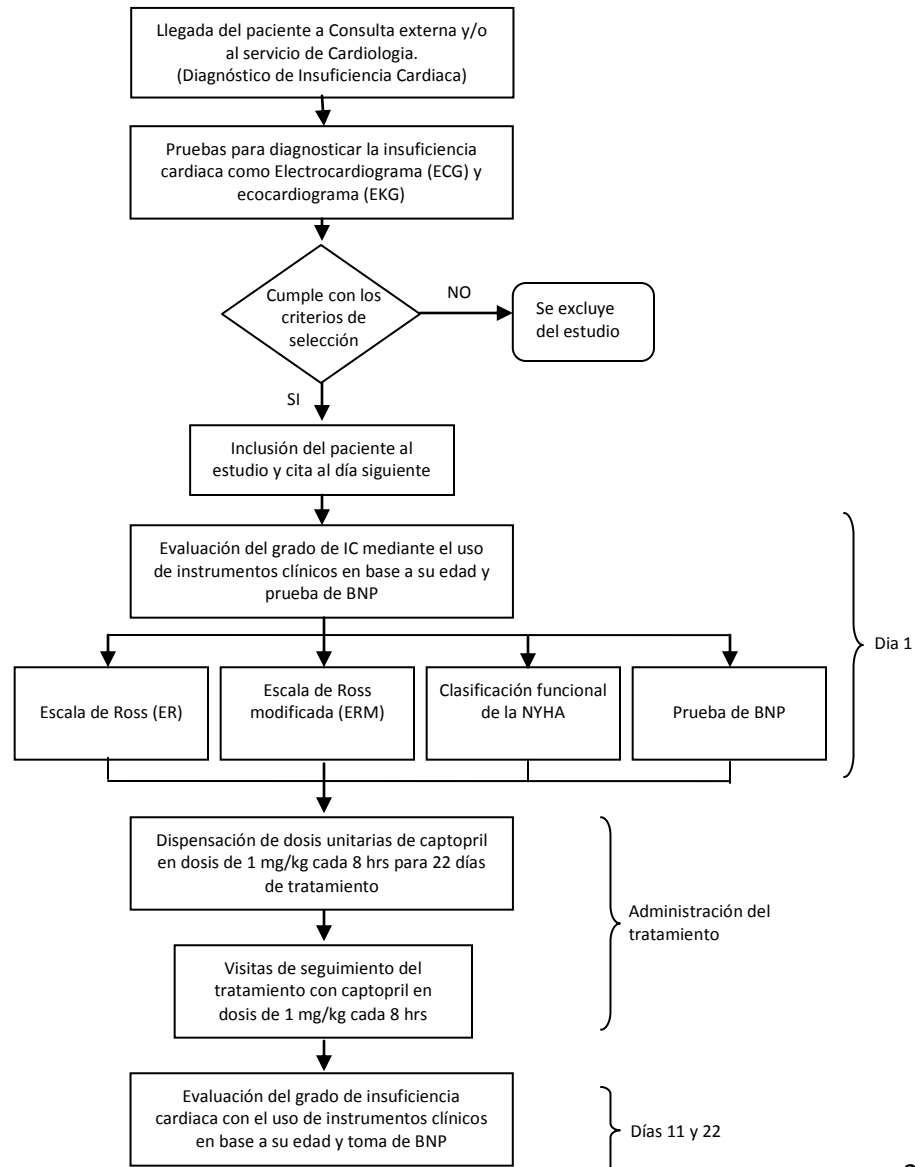 Llegada del paciente a Consulta externa y/o
al servicio de Cardiologia.
(Diagnóstico de Insuficiencia Cardiaca)
Pruebas para diagnosticar la insuficiencia
cardiaca como Electrocardiograma (ECG) y
ecocardiograma (EKG)
Cumple con los
criterios de
selección
NO
Se excluye
del estudio
SI
Inclusión del paciente al
estudio y cita al día siguiente
Evaluación del grado de IC mediante el uso
de instrumentos clínicos en base a su edad y
prueba de BNP
Dia 1
Escala de Ross (ER)
Escala de Ross
modificada (ERM)
Clasificación funcional
de la NYHA
Prueba de BNP
Dispensación de dosis unitarias de captopril
en dosis de 1 mg/kg cada 8 hrs para 22 días
de tratamiento
Administración del
tratamiento
Visitas de seguimiento del
tratamiento con captopril en
dosis de 1 mg/kg cada 8 hrs
Evaluación del grado de insuficiencia
cardiaca con el uso de instrumentos clínicos
en base a su edad y toma de BNP
Días 11 y 22